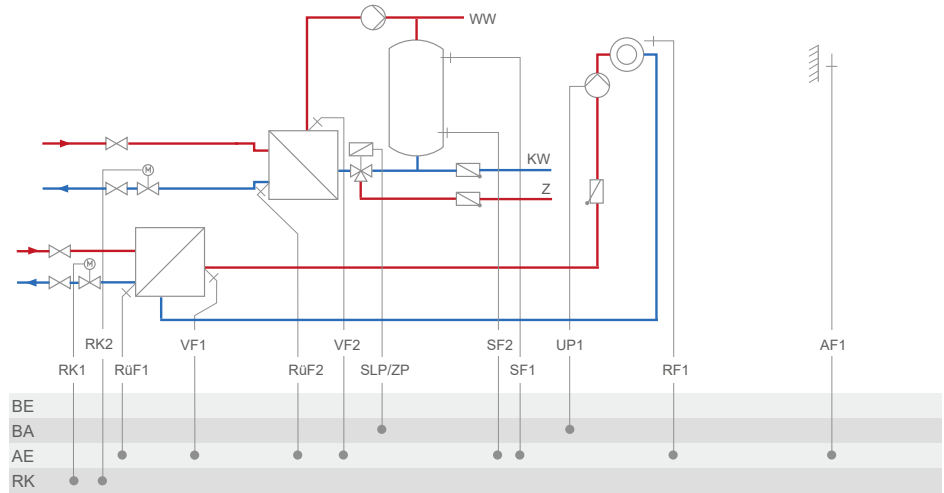 WW
KW
Z
M
M
RK2 VF1 VF2 SF2 UP1 AF1
RK1 RüF1 RüF2 SLP/ZP SF1 RF1
BE
BA
AE
RK